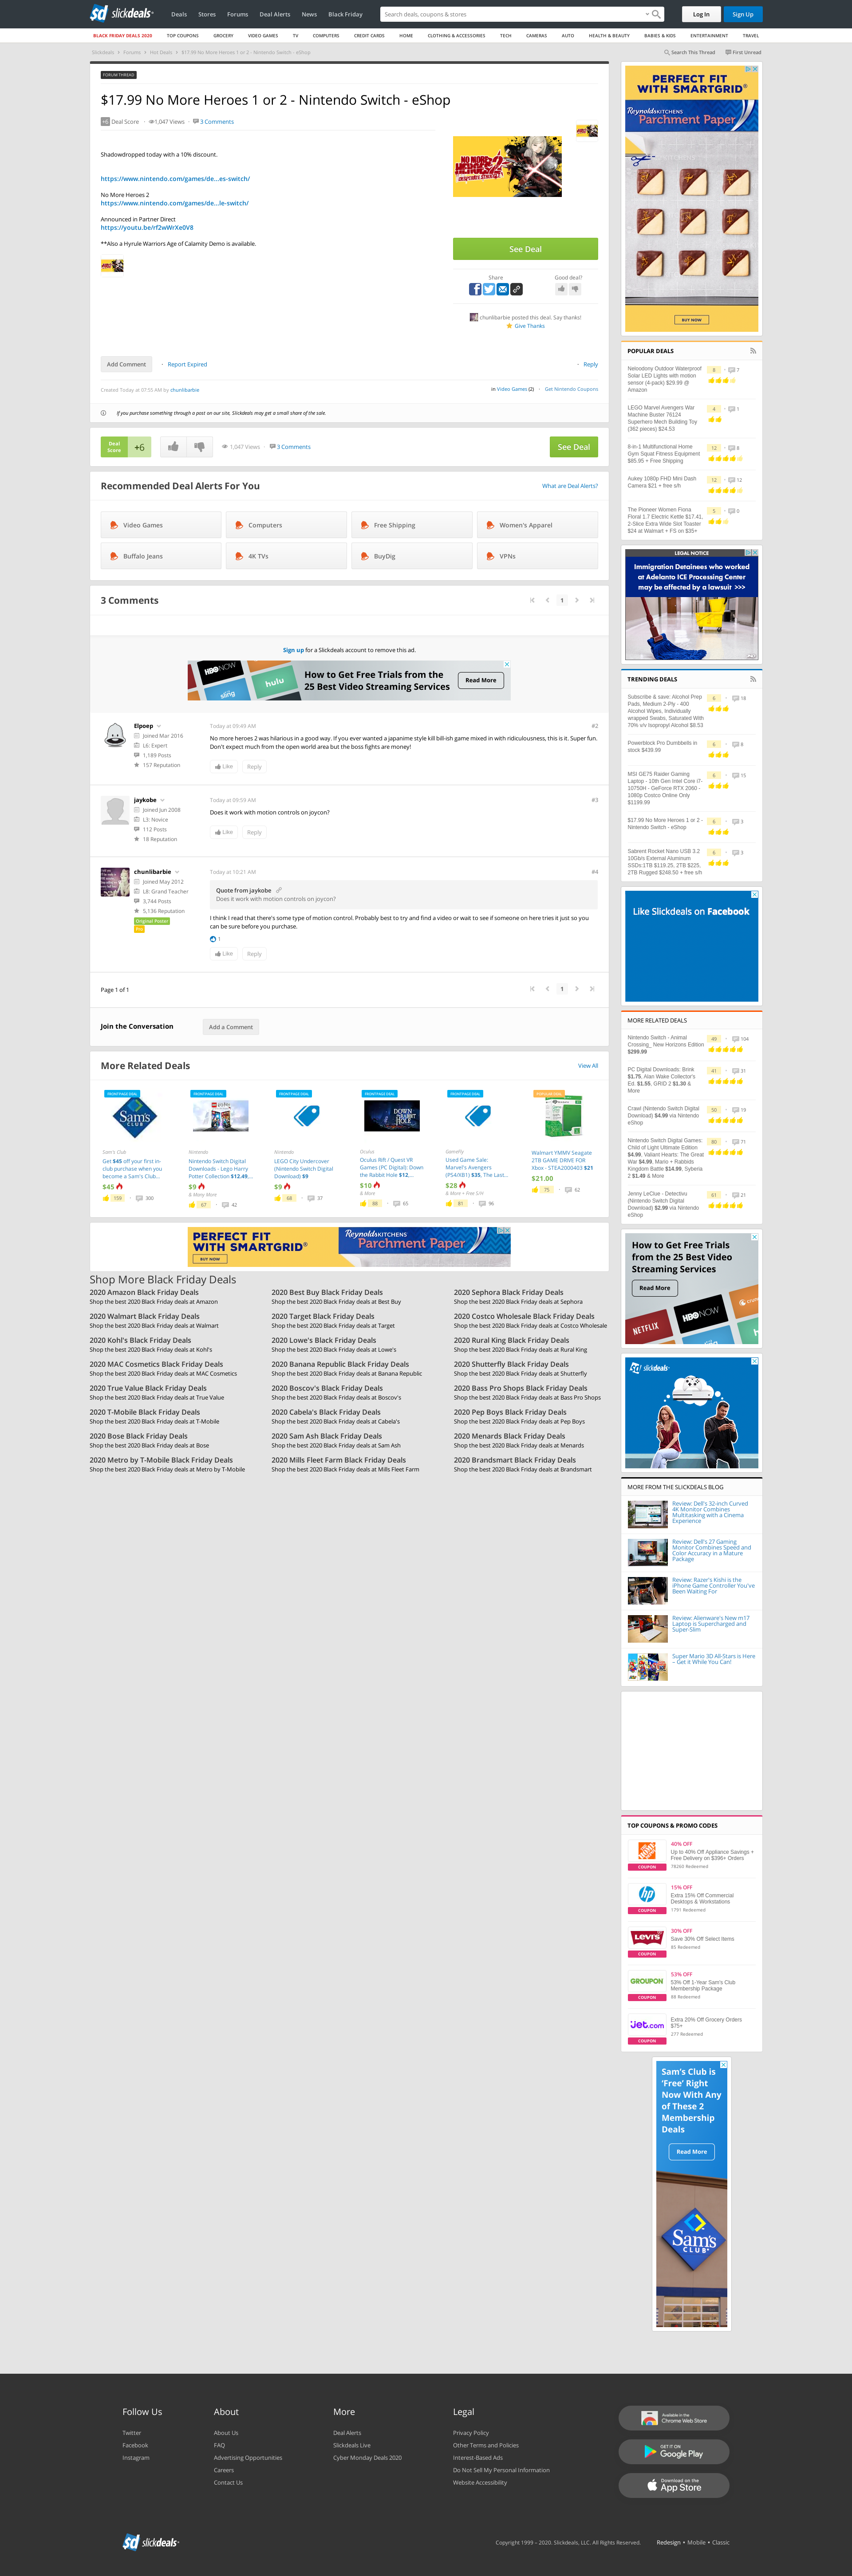 slickdeals
Deals Stores Forums Deal Alerts News Black Friday
Search deals, coupons & stores
Log In Sign Up
BLACK FRIDAY DEALS 2020 TOP COUPONS GROCERY VIDEO GAMES TV COMPUTERS CREDIT CARDS HOME CLOTHING & ACCESSORIES TECH CAMERAS AUTO HEALTH & BEAUTY BABIES & KIDS ENTERTAINMENT TRAVEL
Slickdeals Forums Hot Deals $17.99 No More Heroes 1 or 2 - Nintendo Switch - eShop
Search This Thread First Unread
FORUM THREAD
$17.99 No More Heroes 1 or 2 - Nintendo Switch - eShop
+6 Deal Score 1,047 Views 3 Comments
Shadowdropped today with a 10% discount.
https://www.nintendo.com/games/de...es-switch/
No More Heroes 2
https://www.nintendo.com/games/de...le-switch/
Announced in Partner Direct
https://youtu.be/rf2wWrXe0V8
**Also a Hyrule Warriors Age of Calamity Demo is available.
See Deal
Share Good deal?
chunlibarbie posted this deal. Say thanks!
Give Thanks
Add Comment Report Expired Reply
Created Today at 07:55 AM by chunlibarbie
in Video Games (2) Get Nintendo Coupons
If you purchase something through a post on our site, Slickdeals may get a small share of the sale.
Deal Score +6 1,047 Views 3 Comments See Deal
Recommended Deal Alerts For You
What are Deal Alerts?
Video Games Computers Free Shipping Women's Apparel
Buffalo Jeans 4K TVs BuyDig VPNs
3 Comments
1
Sign up for a Slickdeals account to remove this ad.
HBO NOW sling hulu
How to Get Free Trials from the
25 Best Video Streaming Services
Read More
Elpoep
Joined Mar 2016
L6: Expert
1,189 Posts
157 Reputation
Today at 09:49 AM #2
No more heroes 2 was hilarious in a good way. If you ever wanted a japanime style kill bill-ish game mixed in with ridiculousness, this is it. Super fun.
Don't expect much from the open world area but the boss fights are money!
Like Reply
jaykobe
Joined Jun 2008
L3: Novice
112 Posts
18 Reputation
Today at 09:59 AM #3
Does it work with motion controls on joycon?
Like Reply
chunlibarbie
Joined May 2012
L8: Grand Teacher
3,744 Posts
5,136 Reputation
Original Poster
Pro
Today at 10:21 AM #4
Quote from jaykobe
Does it work with motion controls on joycon?
I think I read that there's some type of motion control. Probably best to try and find a video or wait to see if someone on here tries it just so you
can be sure before you purchase.
1
Like Reply
Page 1 of 1
1
Join the Conversation Add a Comment
More Related Deals
View All
FRONTPAGE DEAL
Sam's Club
Get $45 off your first in-
club purchase when you
become a Sam's Club...
$45
159 300
FRONTPAGE DEAL
Nintendo
Nintendo Switch Digital
Downloads - Lego Harry
Potter Collection $12.49,...
$9
& Many More
67 42
FRONTPAGE DEAL
Nintendo
LEGO City Undercover
(Nintendo Switch Digital
Download) $9
$9
68 37
FRONTPAGE DEAL
Oculus
Oculus Rift / Quest VR
Games (PC Digital): Down
the Rabbit Hole $12,...
$10
& More
88 65
FRONTPAGE DEAL
GameFly
Used Game Sale:
Marvel's Avengers
(PS4/XB1) $35, The Last...
$28
& More + Free S/H
81 96
POPULAR DEAL
Walmart YMMV Seagate
2TB GAME DRIVE FOR
Xbox - STEA2000403 $21
$21.00
75 62
PERFECT FIT
WITH SMARTGRID
BUY NOW
REYNOLDS KITCHENS
Parchment Paper
Shop More Black Friday Deals
2020 Amazon Black Friday Deals
Shop the best 2020 Black Friday deals at Amazon
2020 Best Buy Black Friday Deals
Shop the best 2020 Black Friday deals at Best Buy
2020 Sephora Black Friday Deals
Shop the best 2020 Black Friday deals at Sephora
2020 Walmart Black Friday Deals
Shop the best 2020 Black Friday deals at Walmart
2020 Target Black Friday Deals
Shop the best 2020 Black Friday deals at Target
2020 Costco Wholesale Black Friday Deals
Shop the best 2020 Black Friday deals at Costco Wholesale
2020 Kohl's Black Friday Deals
Shop the best 2020 Black Friday deals at Kohl's
2020 Lowe's Black Friday Deals
Shop the best 2020 Black Friday deals at Lowe's
2020 Rural King Black Friday Deals
Shop the best 2020 Black Friday deals at Rural King
2020 MAC Cosmetics Black Friday Deals
Shop the best 2020 Black Friday deals at MAC Cosmetics
2020 Banana Republic Black Friday Deals
Shop the best 2020 Black Friday deals at Banana Republic
2020 Shutterfly Black Friday Deals
Shop the best 2020 Black Friday deals at Shutterfly
2020 True Value Black Friday Deals
Shop the best 2020 Black Friday deals at True Value
2020 Boscov's Black Friday Deals
Shop the best 2020 Black Friday deals at Boscov's
2020 Bass Pro Shops Black Friday Deals
Shop the best 2020 Black Friday deals at Bass Pro Shops
2020 T-Mobile Black Friday Deals
Shop the best 2020 Black Friday deals at T-Mobile
2020 Cabela's Black Friday Deals
Shop the best 2020 Black Friday deals at Cabela's
2020 Pep Boys Black Friday Deals
Shop the best 2020 Black Friday deals at Pep Boys
2020 Bose Black Friday Deals
Shop the best 2020 Black Friday deals at Bose
2020 Sam Ash Black Friday Deals
Shop the best 2020 Black Friday deals at Sam Ash
2020 Menards Black Friday Deals
Shop the best 2020 Black Friday deals at Menards
2020 Metro by T-Mobile Black Friday Deals
Shop the best 2020 Black Friday deals at Metro by T-Mobile
2020 Mills Fleet Farm Black Friday Deals
Shop the best 2020 Black Friday deals at Mills Fleet Farm
2020 Brandsmart Black Friday Deals
Shop the best 2020 Black Friday deals at Brandsmart
PERFECT FIT
WITH SMARTGRID
REYNOLDS KITCHENS
PARCHMENT PAPER
BUY NOW
POPULAR DEALS
Neloodony Outdoor Waterproof
Solar LED Lights with motion
sensor (4-pack) $29.99 @
Amazon
8 7
LEGO Marvel Avengers War
Machine Buster 76124
Superhero Mech Building Toy
(362 pieces) $24.53
4 1
6-in-1 Multifunctional Home
Gym Squat Fitness Equipment
$85.95 + Free Shipping
12 8
Aukey 1080p FHD Mini Dash
Camera $21 + free s/h
12 12
The Pioneer Women Fiona
Floral 1.7 Electric Kettle $17.41,
2-Slice Extra Wide Slot Toaster
$24 at Walmart + FS on $35+
5 0
LEGAL NOTICE
Immigration Detainees who worked
at Adelanto ICE Processing Center
may be affected by a lawsuit >>>
TRENDING DEALS
Subscribe & save: Alcohol Prep
Pads, Medium 2-Ply - 400
Alcohol Wipes, Individually
wrapped Swabs, Saturated With
70% v/v Isopropyl Alcohol $8.53
6 18
Powerblock Pro Dumbbells in
stock $439.99
6 8
MSI GE75 Raider Gaming
Laptop - 10th Gen Intel Core i7-
10750H - GeForce RTX 2080 -
1080p Costco Online Only
$1199.99
6 15
$17.99 No More Heroes 1 or 2 -
Nintendo Switch - eShop
6 3
Sabrent Rocket Nano USB 3.2
10Gb/s External Aluminum
SSDs:1TB $119.25, 2TB $225,
2TB Rugged $248.50 + free s/h
6 3
Like Slickdeals on Facebook
MORE RELATED DEALS
Nintendo Switch - Animal
Crossing_ New Horizons Edition
$299.99
49 104
PC Digital Downloads: Brink
$1.75, Alan Wake Collector's
Ed. $1.55, GRID 2 $1.30 &
More
41 31
Crawl (Nintendo Switch Digital
Download) $4.99 via Nintendo
eShop
50 19
Nintendo Switch Digital Games:
Child of Light Ultimate Edition
$4.99, Valiant Hearts: The Great
War $4.99, Mario + Rabbids
Kingdom Battle $14.99, Syberia
2 $1.49 & More
80 71
Jenny LeClue - Detectivu
(Nintendo Switch Digital
Download) $2.99 via Nintendo
eShop
61 21
How to Get Free Trials
from the 25 Best Video
Streaming Services
Read More
NETFLIX HBO NOW
slickdeals
MORE FROM THE SLICKDEALS BLOG
Review: Dell's 32-inch Curved
4K Monitor Combines
Multitasking with a Cinema
Experience
Review: Dell's 27 Gaming
Monitor Combines Speed and
Color Accuracy in a Mature
Package
Review: Razer's Kishi is the
iPhone Game Controller You've
Been Waiting For
Review: Alienware's New m17
Laptop is Supercharged and
Super-Slim
Super Mario 3D All-Stars is Here
– Get it While You Can!
TOP COUPONS & PROMO CODES
COUPON
40% OFF
Up to 40% Off Appliance Savings +
Free Delivery on $396+ Orders
78260 Redeemed
hp
COUPON
15% OFF
Extra 15% Off Commercial
Desktops & Workstations
1791 Redeemed
LEVI'S
COUPON
30% OFF
Save 30% Off Select Items
83 Redeemed
GROUPON
COUPON
53% OFF
53% Off 1-Year Sam's Club
Membership Package
88 Redeemed
jet.com
COUPON
Extra 20% Off Grocery Orders
$75+
277 Redeemed
Sam's Club is
'Free' Right
Now With Any
of These 2
Membership
Deals
Read More
Sam's
CLUB
Follow Us
Twitter
Facebook
Instagram
About
About Us
FAQ
Advertising Opportunities
Careers
Contact Us
More
Deal Alerts
Slickdeals Live
Cyber Monday Deals 2020
Legal
Privacy Policy
Other Terms and Policies
Interest-Based Ads
Do Not Sell My Personal Information
Website Accessibility
Available in the
Chrome Web Store
GET IT ON
Google Play
Download on the
App Store
slickdeals
Copyright 1999 – 2020. Slickdeals, LLC. All Rights Reserved. Redesign • Mobile • Classic